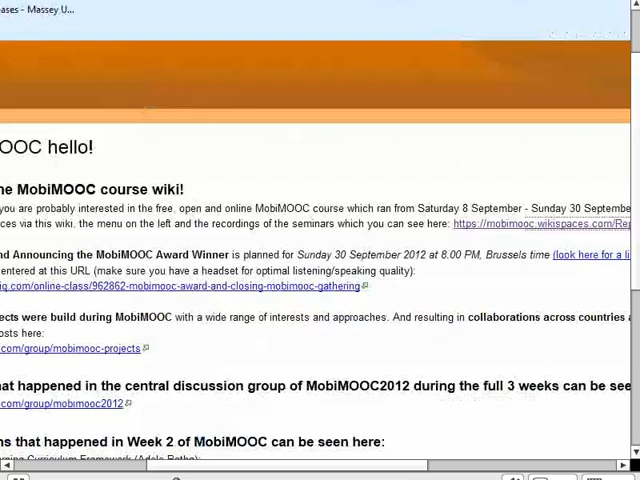 ases - Massey U...
OOC hello!
ne MobiMOOC course wiki!
you are probably interested in the free, open and online MobiMOOC course which ran from Saturday 8 September - Sunday 30 Septembe
ces via this wiki, the menu on the left and the recordings of the seminars which you can see here: https://mobimooc.wikispaces.com/Re
nd Announcing the MobiMOOC Award Winner is planned for Sunday 30 September 2012 at 8.00 PM, Brussels time (look here for a li
entered at this URL (make sure you have a headset for optimal listening/speaking quality):
iq.com/online-class/962862-mobimooc-award-and-closing-mobimooc-gathering
ects were build during MobiMOOC with a wide range of interests and approaches. And resulting in collaborations across countries a
osts here:
.com/group/mobimooc-projects
at happened in the central discussion group of MobiMOOC2012 during the full 3 weeks can be see
.com/group/mobimooc2012
ns that happened in Week 2 of MobiMOOC can be seen here: